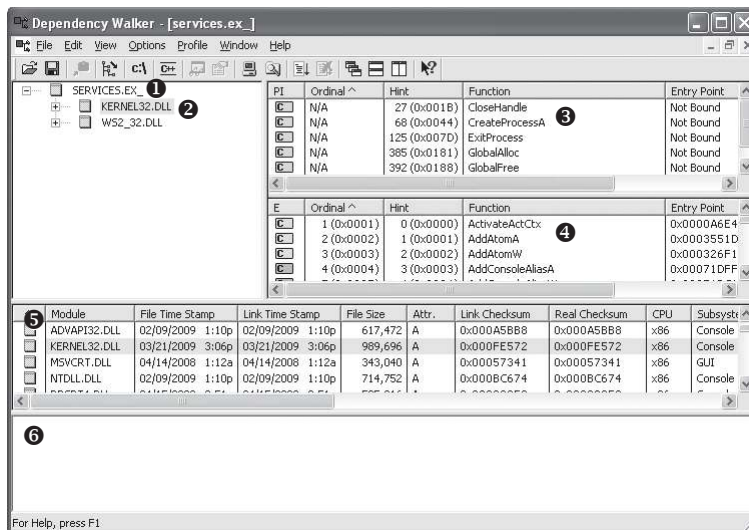 Dependency Walker - [services.ex_]
File Edit View Options Profile Window Help
c:\ C++
SERVICES.EX_ ❶
KERNEL32.DLL ❷
WS2_32.DLL
PI Ordinal ^ Hint Function Entry Point
C N/A 27 (0x001B) CloseHandle Not Bound
C N/A 68 (0x0044) CreateProcessA ❸ Not Bound
C N/A 125 (0x007D) ExitProcess Not Bound
C N/A 385 (0x0181) GlobalAlloc Not Bound
C N/A 392 (0x0188) GlobalFree Not Bound
E Ordinal ^ Hint Function Entry Point
C 1 (0x0001) 0 (0x0000) ActivateActCtx 0x0000A6E4
C 2 (0x0002) 1 (0x0001) AddAtomA ❹ 0x0003551D
C 3 (0x0003) 2 (0x0002) AddAtomW 0x000326F1
C 4 (0x0004) 3 (0x0003) AddConsoleAliasA 0x00071DFF
❺ Module File Time Stamp Link Time Stamp File Size Attr. Link Checksum Real Checksum CPU Subsyste
ADVAPI32.DLL 02/09/2009 1:10p 02/09/2009 1:10p 617,472 A 0x000A5BB8 0x000A5BB8 x86 Console
KERNEL32.DLL 03/21/2009 3:06p 03/21/2009 3:06p 989,696 A 0x000FE572 0x000FE572 x86 Console
MSVCRT.DLL 04/14/2008 1:12a 04/14/2008 1:12a 343,040 A 0x00057341 0x00057341 x86 GUI
NTDLL.DLL 02/09/2009 1:10p 02/09/2009 1:10p 714,752 A 0x000BC674 0x000BC674 x86 Console
❻
For Help, press F1